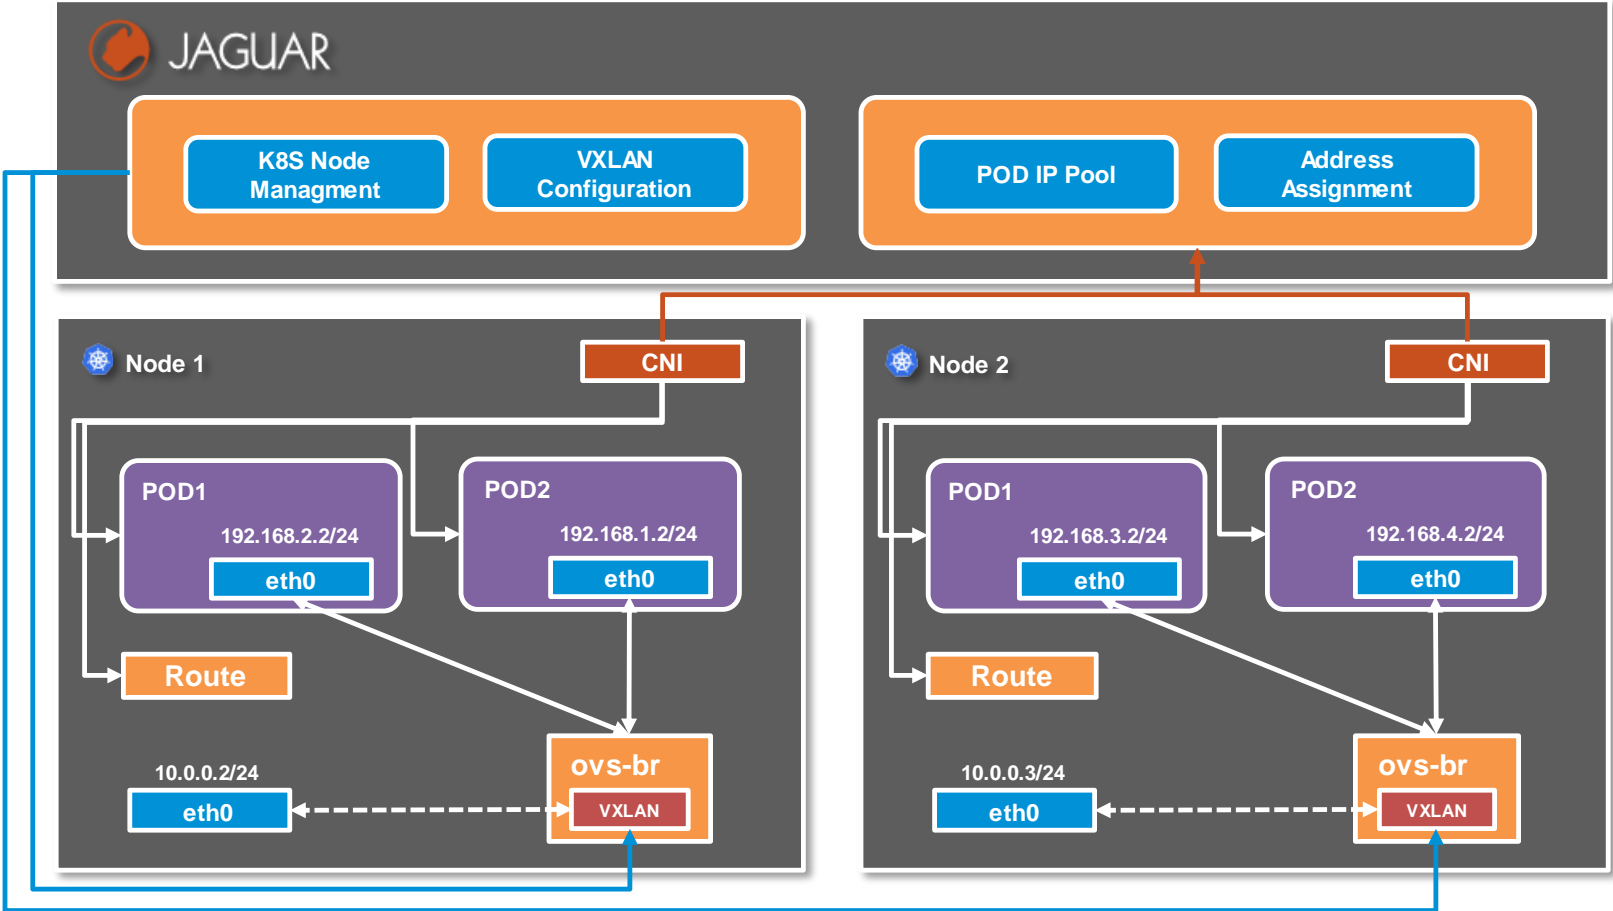 JAGUAR
K8S Node
Managment
VXLAN
Configuration
POD IP Pool
Address
Assignment
Node 1
CNI
POD1
192.168.2.2/24
eth0
POD2
192.168.1.2/24
eth0
Route
10.0.0.2/24
eth0
ovs-br
VXLAN
Node 2
CNI
POD1
192.168.3.2/24
eth0
POD2
192.168.4.2/24
eth0
Route
10.0.0.3/24
eth0
ovs-br
VXLAN